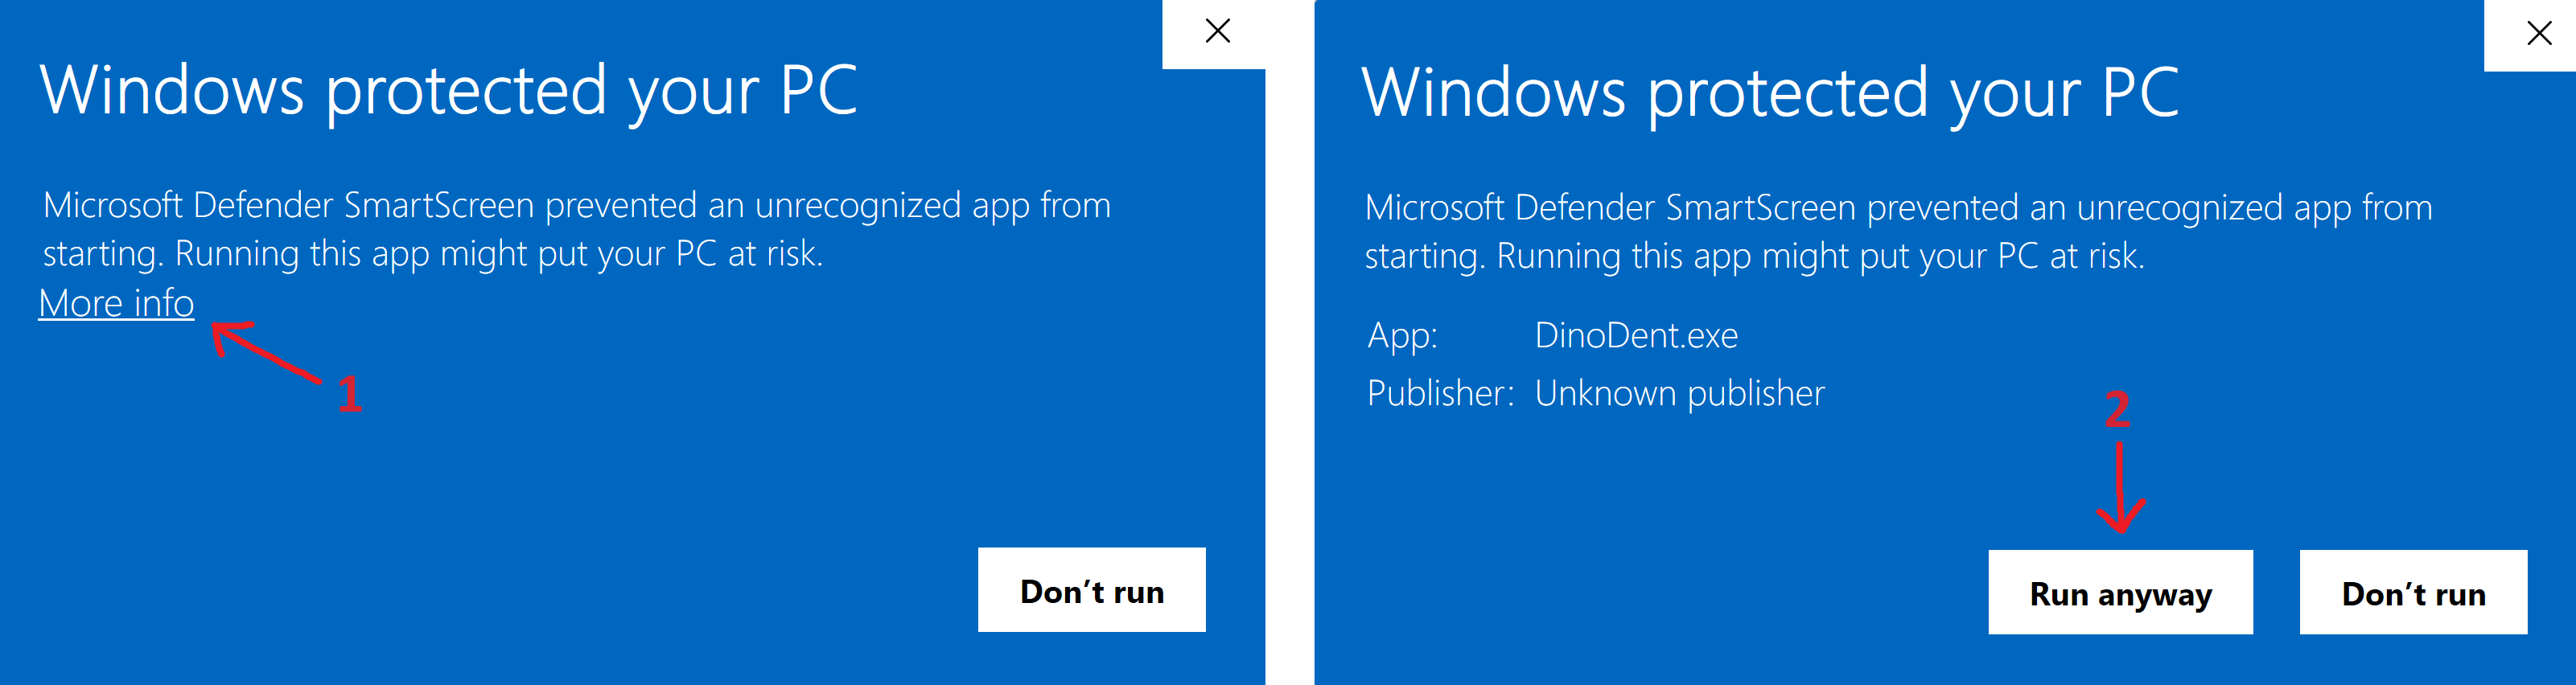 Windows protected your PC
Microsoft Defender SmartScreen prevented an unrecognized app from
starting. Running this app might put your PC at risk.
More info
1
Don't run
Windows protected your PC
Microsoft Defender SmartScreen prevented an unrecognized app from
starting. Running this app might put your PC at risk.
App: DinoDent.exe
Publisher: Unknown publisher
2
Run anyway Don't run